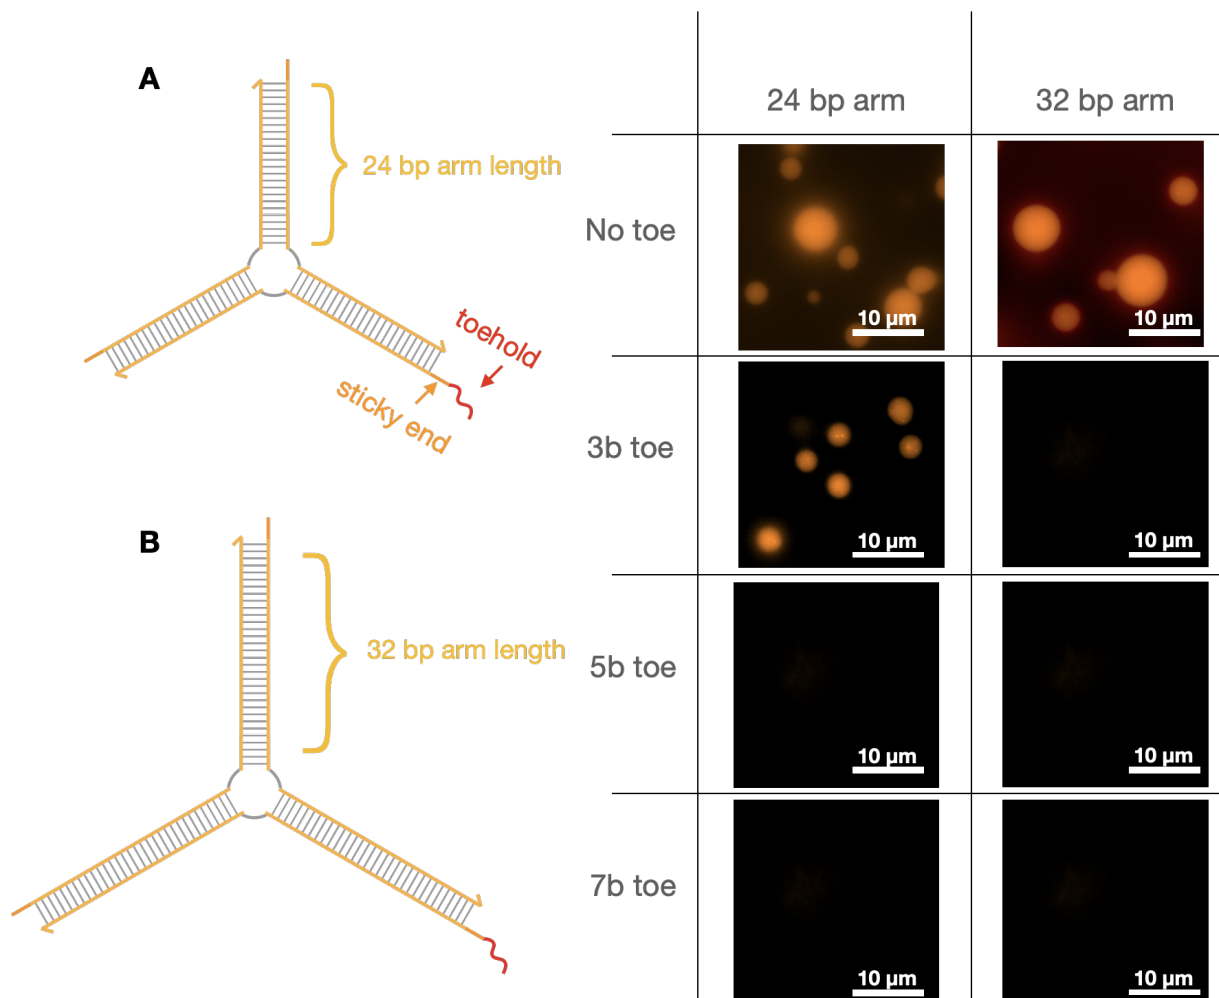 A
24 bp arm length
toehold
sticky end
B
32 bp arm length
24 bp arm
32 bp arm
No toe
10 µm
10 µm
3b toe
10 µm
10 µm
5b toe
10 µm
10 µm
7b toe
10 µm
10 µm